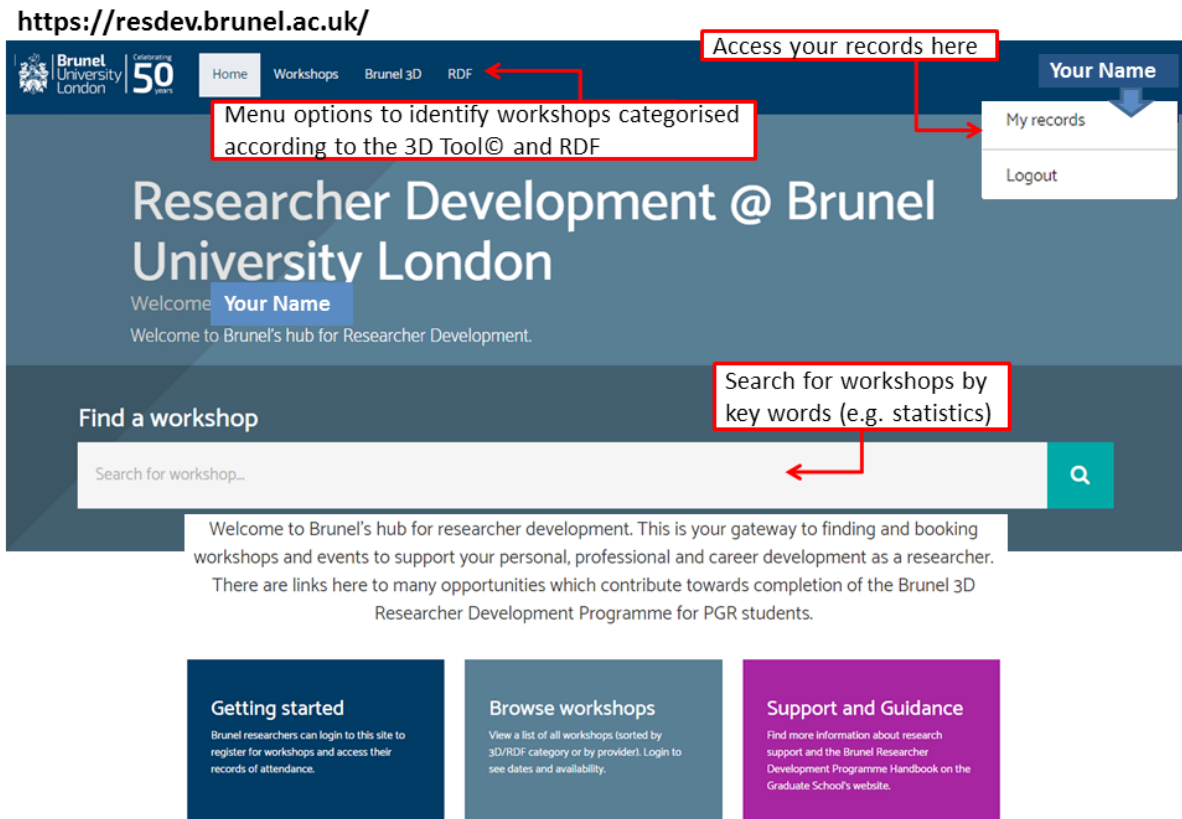 https://resdev.brunel.ac.uk/
Access your records here
Brunel
University
London
Celebrating
50
years
Home
Workshops
Brunel 3D
RDF
Your Name
Menu options to identify workshops categorised
according to the 3D Tool© and RDF
My records
Logout
Researcher Development @ Brunel
University London
Welcome Your Name
Welcome to Brunel's hub for Researcher Development.
Search for workshops by
key words (e.g. statistics)
Find a workshop
Search for workshop...
Welcome to Brunel's hub for researcher development. This is your gateway to finding and booking
workshops and events to support your personal, professional and career development as a researcher.
There are links here to many opportunities which contribute towards completion of the Brunel 3D
Researcher Development Programme for PGR students.
Getting started
Brunel researchers can login to this site to
register for workshops and access their
records of attendance.
Browse workshops
View a list of all workshops (sorted by
3D/RDF category or by provider). Login to
see dates and availability.
Support and Guidance
Find more information about research
support and the Brunel Researcher
Development Programme Handbook on the
Graduate School's website.